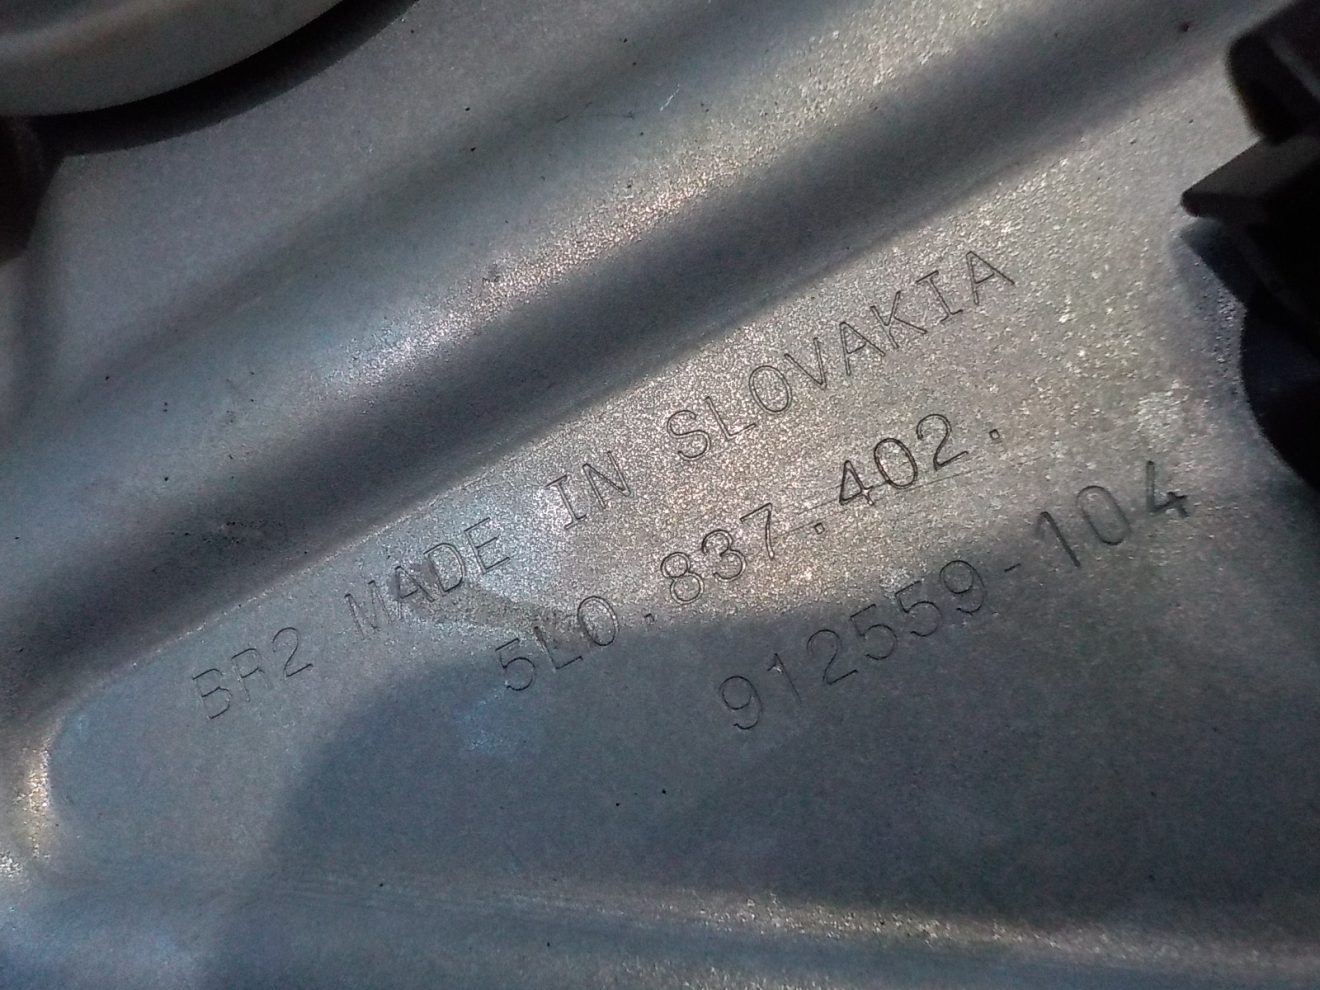 BR2 MADE IN SLOVAKIA
5L0.837.402.
912559-104